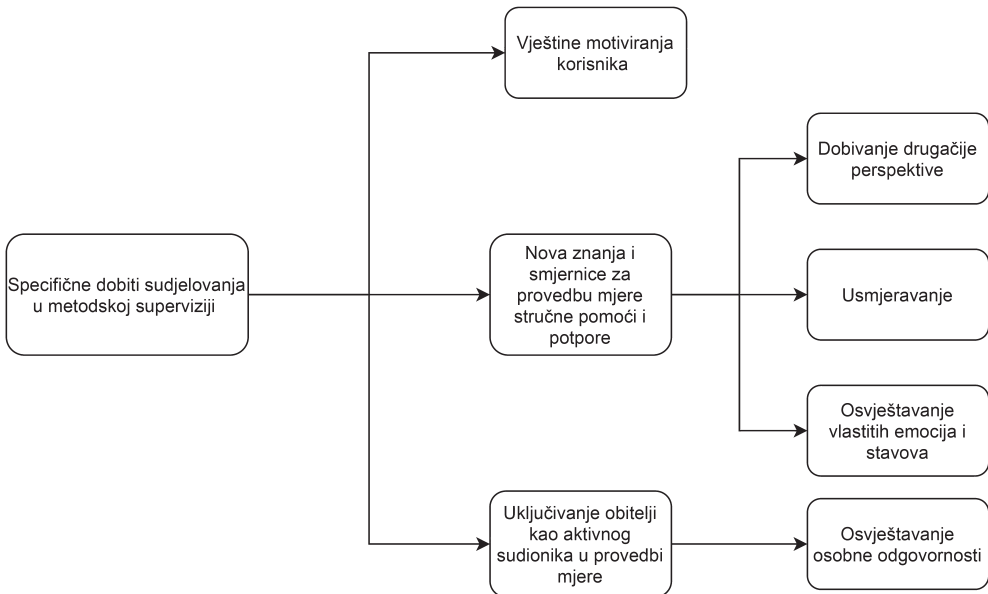 Vještine motiviranja
korisnika
Dobivanje drugačije
perspektive
Specifične dobiti sudjelovanja
u metodskoj superviziji
Nova znanja i
smjernice za
provedbu mjere
stručne pomoći i
potpore
Usmjeravanje
Osvještavanje
vlastitih emocija i
stavova
Uključivanje obitelji
kao aktivnog
sudionika u provedbi
mjere
Osvještavanje
osobne odgovornosti